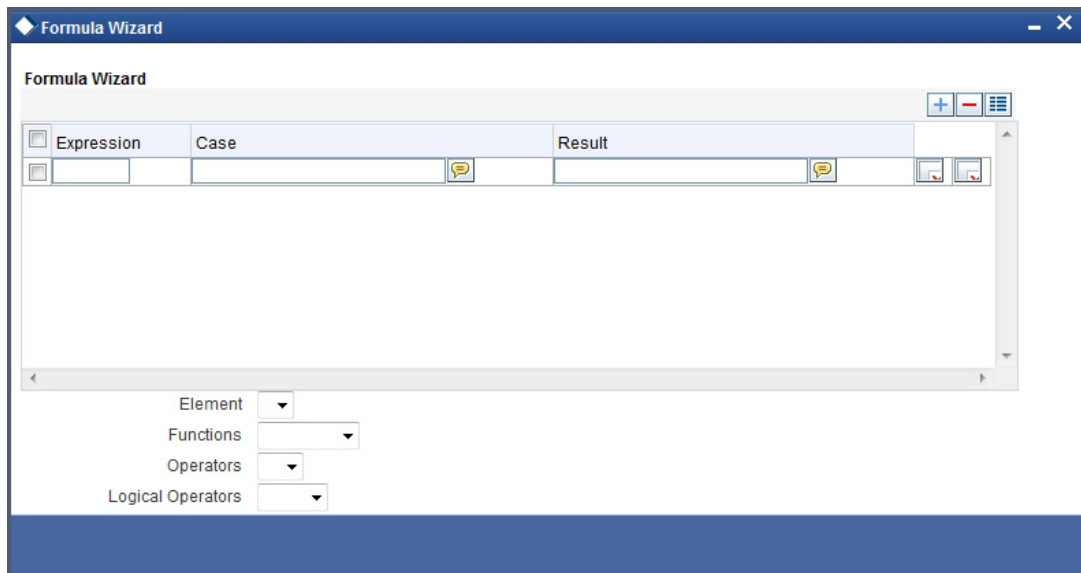 Formula Wizard
Formula Wizard
Expression Case Result
Element
Functions
Operators
Logical Operators